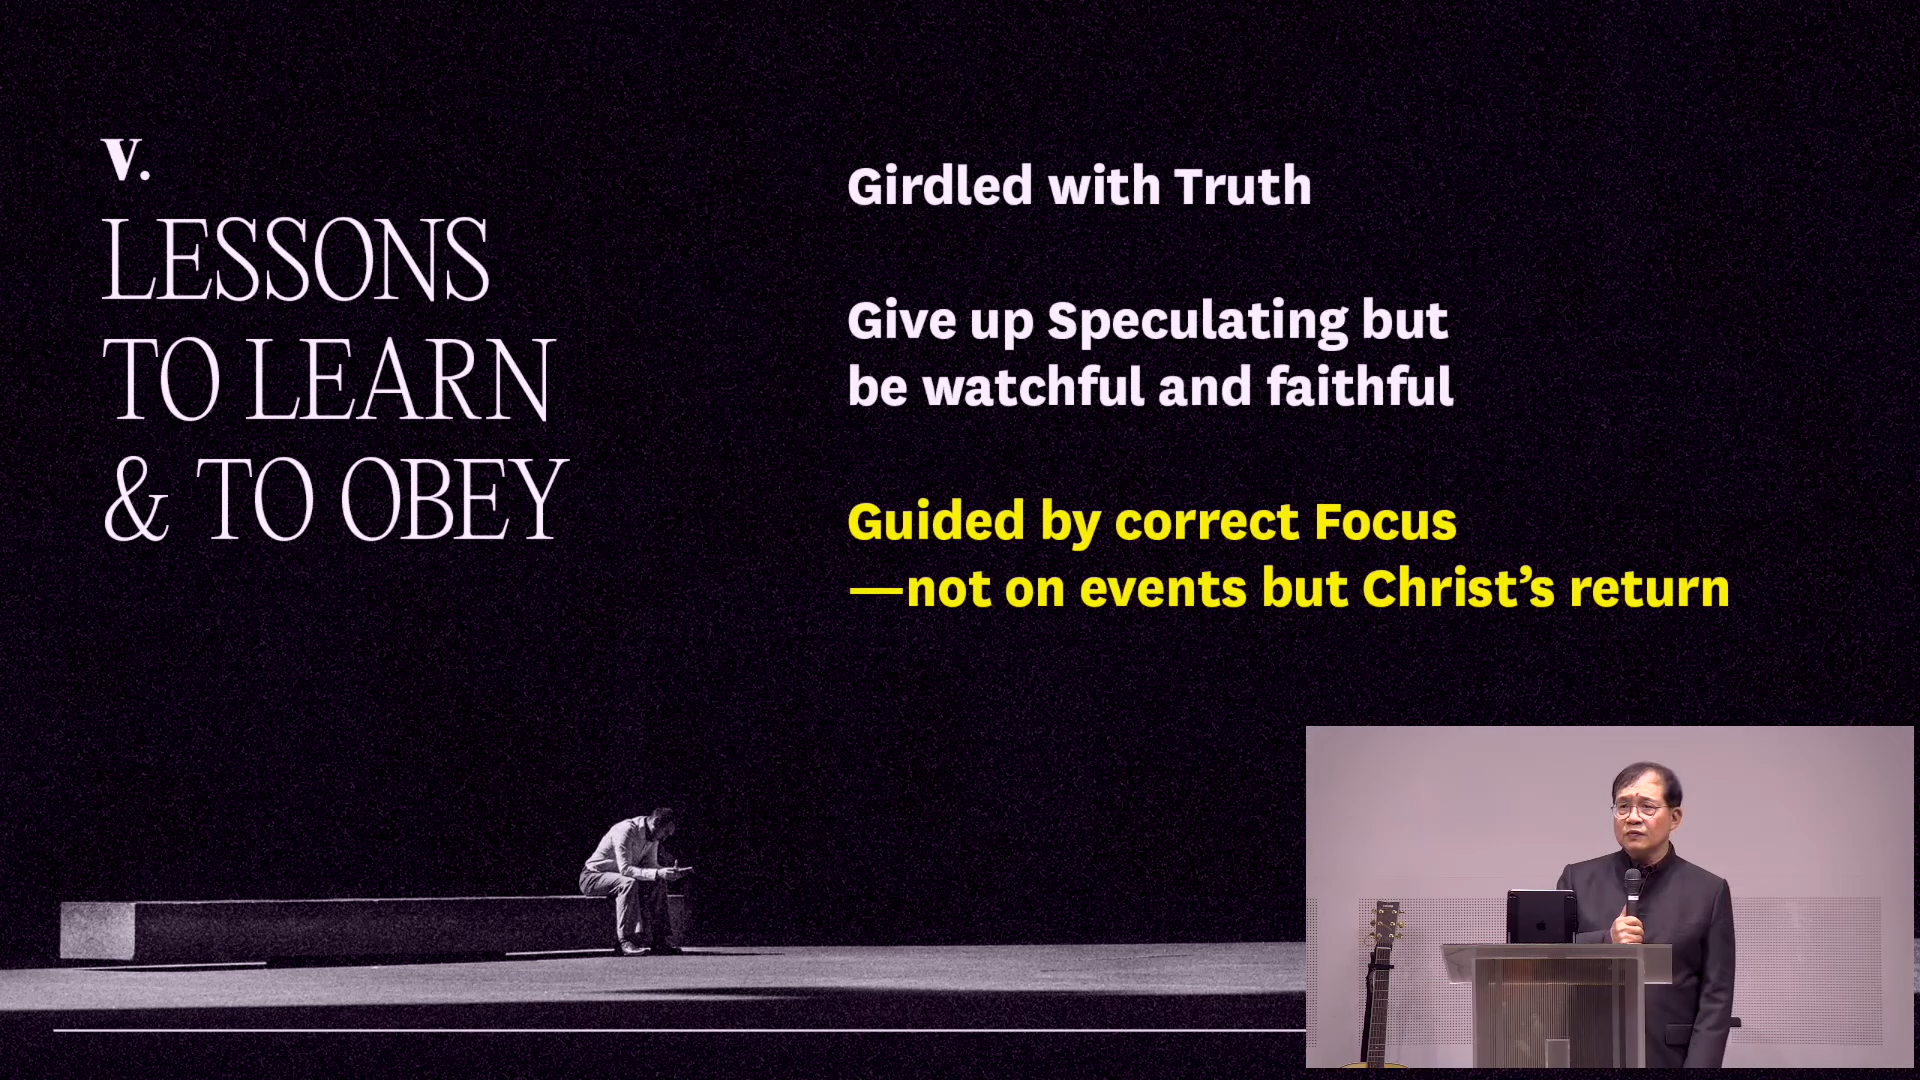 v.
LESSONS
TO LEARN
& TO OBEY
Girdled with Truth
Give up Speculating but
be watchful and faithful
Guided by correct Focus
—not on events but Christ’s return